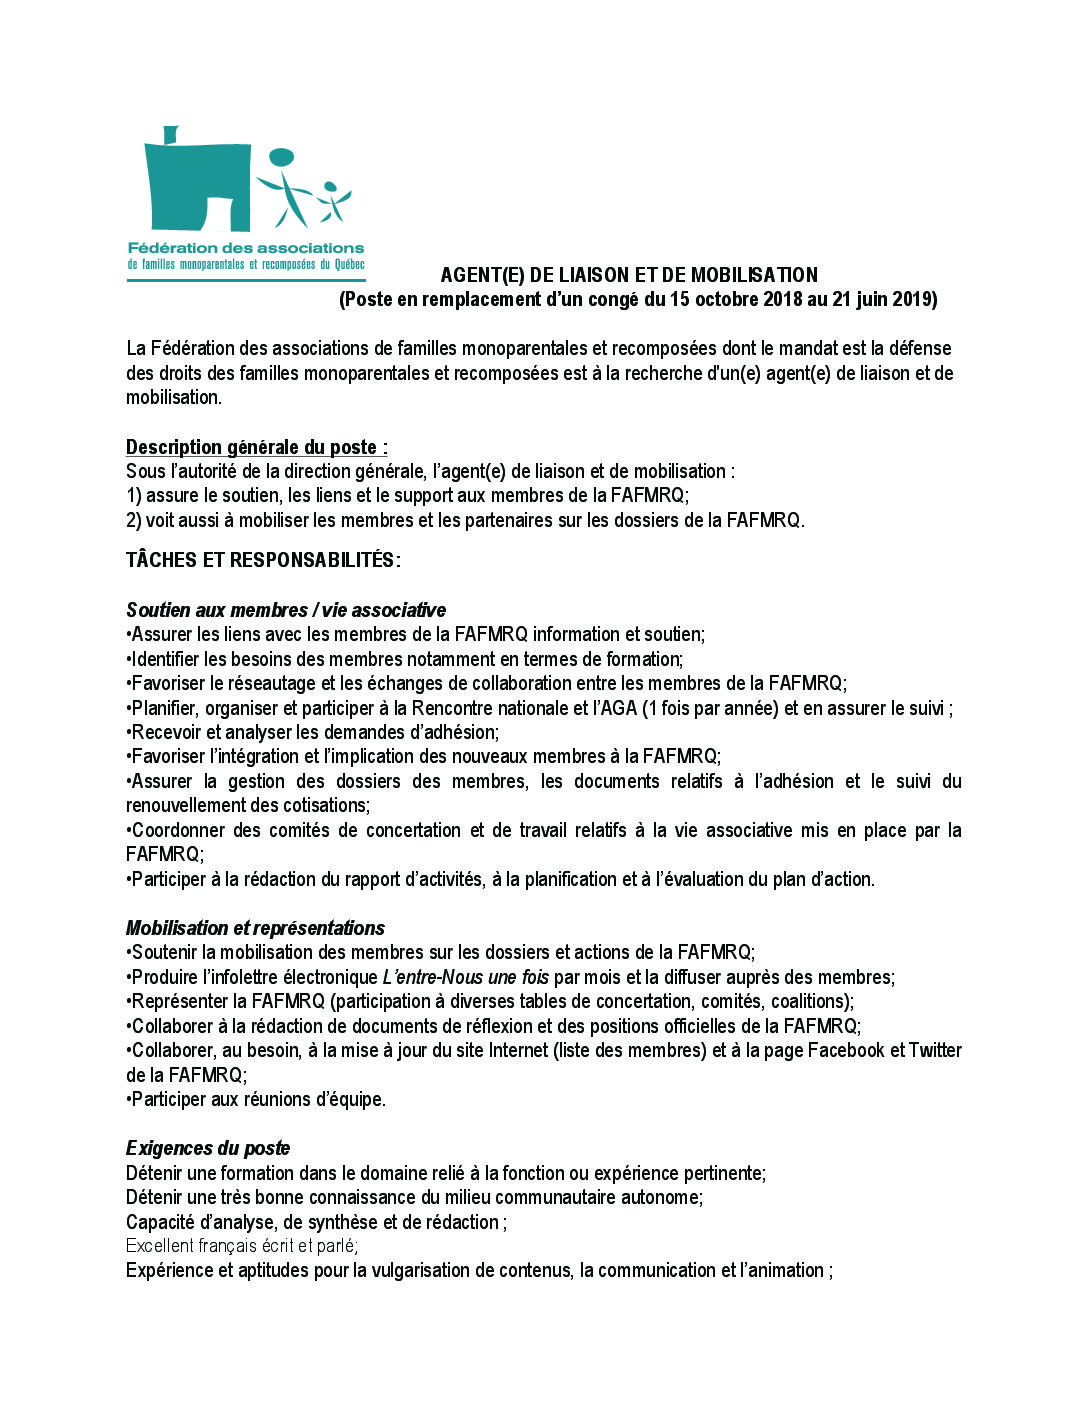 Fédération des associations
de familles monoparentales et recomposées du Québec
AGENT(E) DE LIAISON ET DE MOBILISATION
(Poste en remplacement d’un congé du 15 octobre 2018 au 21 juin 2019)
La Fédération des associations de familles monoparentales et recomposées dont le mandat est la défense
des droits des familles monoparentales et recomposées est à la recherche d'un(e) agent(e) de liaison et de
mobilisation.
Description générale du poste :
Sous l’autorité de la direction générale, l’agent(e) de liaison et de mobilisation :
1) assure le soutien, les liens et le support aux membres de la FAFMRQ;
2) voit aussi à mobiliser les membres et les partenaires sur les dossiers de la FAFMRQ.
TÂCHES ET RESPONSABILITÉS:
Soutien aux membres / vie associative
•Assurer les liens avec les membres de la FAFMRQ information et soutien;
•Identifier les besoins des membres notamment en termes de formation;
•Favoriser le réseautage et les échanges de collaboration entre les membres de la FAFMRQ;
•Planifier, organiser et participer à la Rencontre nationale et l’AGA (1 fois par année) et en assurer le suivi ;
•Recevoir et analyser les demandes d’adhésion;
•Favoriser l’intégration et l’implication des nouveaux membres à la FAFMRQ;
•Assurer la gestion des dossiers des membres, les documents relatifs à l’adhésion et le suivi du
renouvellement des cotisations;
•Coordonner des comités de concertation et de travail relatifs à la vie associative mis en place par la
FAFMRQ;
•Participer à la rédaction du rapport d’activités, à la planification et à l’évaluation du plan d’action.
Mobilisation et représentations
•Soutenir la mobilisation des membres sur les dossiers et actions de la FAFMRQ;
•Produire l’infolettre électronique L’entre-Nous une fois par mois et la diffuser auprès des membres;
•Représenter la FAFMRQ (participation à diverses tables de concertation, comités, coalitions);
•Collaborer à la rédaction de documents de réflexion et des positions officielles de la FAFMRQ;
•Collaborer, au besoin, à la mise à jour du site Internet (liste des membres) et à la page Facebook et Twitter
de la FAFMRQ;
•Participer aux réunions d’équipe.
Exigences du poste
Détenir une formation dans le domaine relié à la fonction ou expérience pertinente;
Détenir une très bonne connaissance du milieu communautaire autonome;
Capacité d’analyse, de synthèse et de rédaction ;
Excellent français écrit et parlé;
Expérience et aptitudes pour la vulgarisation de contenus, la communication et l’animation ;